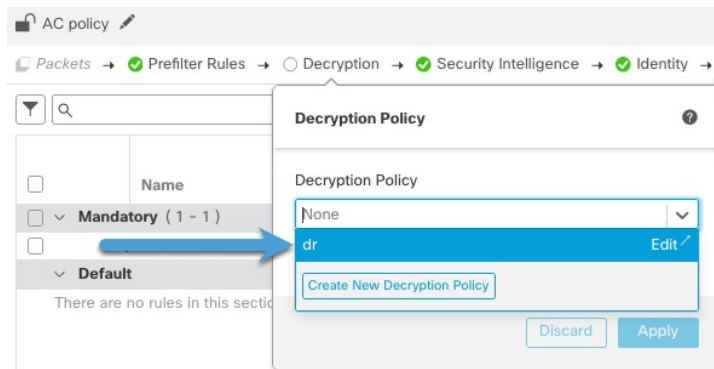 AC policy
Packets → Prefilter Rules → Decryption → Security Intelligence → Identity →
Decryption Policy
Name
Decryption Policy
None
Mandatory (1 - 1)
dr Edit
Default
Create New Decryption Policy
There are no rules in this sectio
Discard Apply